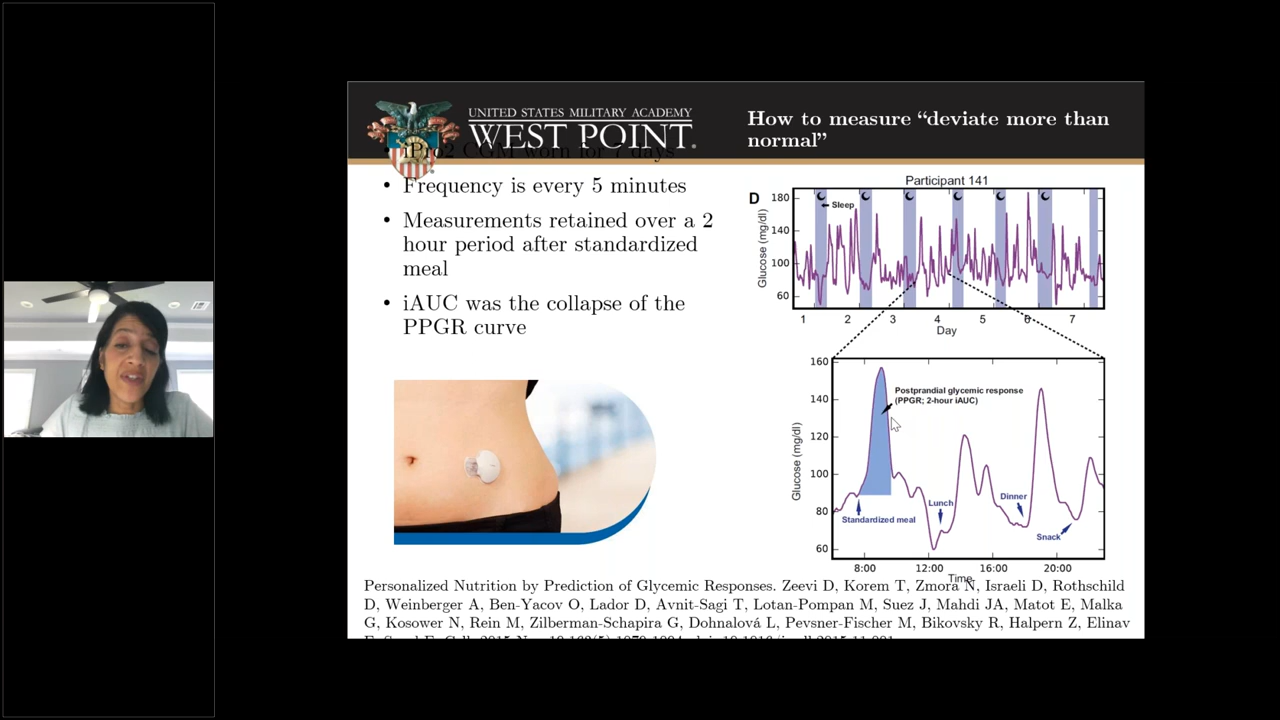 UNITED STATES MILITARY ACADEMY
WEST POINT.
How to measure “deviate more than
normal”
• iPro2 CGM worn for 7 days
• Frequency is every 5 minutes
• Measurements retained over a 2
hour period after standardized
meal
• iAUC was the collapse of the
PPGR curve
Participant 141
D
Glucose (mg/dl)
180
140
100
60
Sleep
1 2 3 4 5 6 7
Day
160
140
120
100
80
60
Glucose (mg/dl)
Postprandial glycemic response
(PPGR; 2-hour iAUC)
Standardized meal
Lunch
Dinner
Snack
8:00 12:00 16:00 20:00
Time
Personalized Nutrition by Prediction of Glycemic Responses. Zeevi D, Korem T, Zmora N, Israeli D, Rothschild
D, Weinberger A, Ben-Yacov O, Lador D, Avnit-Sagi T, Lotan-Pompan M, Suez J, Mahdi JA, Matot E, Malka
G, Kosower N, Rein M, Zilberman-Schapira G, Dohnalová L, Pevsner-Fischer M, Bikovsky R, Halpern Z, Elinav